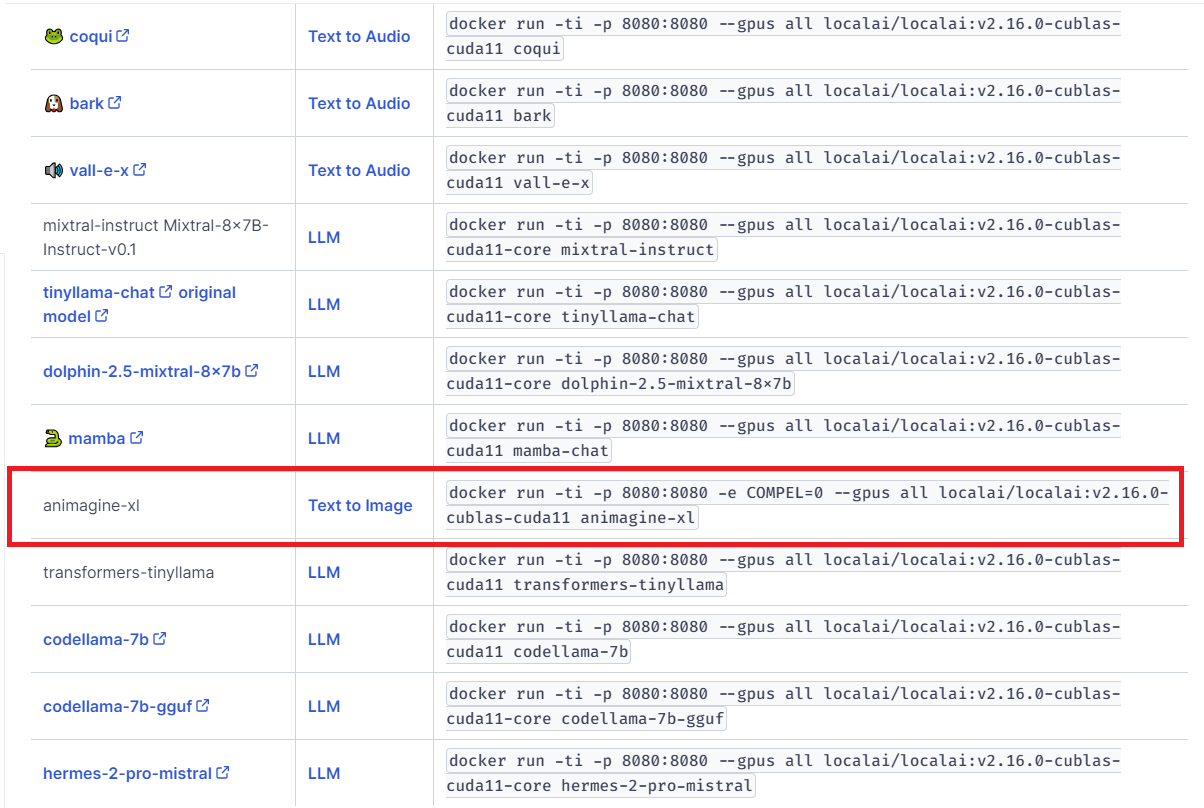 coqui
Text to Audio
docker run -ti -p 8080:8080 --gpus all localai/localai:v2.16.0-cublas-
cuda11 coqui
bark
Text to Audio
docker run -ti -p 8080:8080 --gpus all localai/localai:v2.16.0-cublas-
cuda11 bark
vall-e-x
Text to Audio
docker run -ti -p 8080:8080 --gpus all localai/localai:v2.16.0-cublas-
cuda11 vall-e-x
mixtral-instruct Mixtral-8×7B-
Instruct-v0.1
LLM
docker run -ti -p 8080:8080 --gpus all localai/localai:v2.16.0-cublas-
cuda11-core mixtral-instruct
tinyllama-chat original
model
LLM
docker run -ti -p 8080:8080 --gpus all localai/localai:v2.16.0-cublas-
cuda11-core tinyllama-chat
dolphin-2.5-mixtral-8×7b
LLM
docker run -ti -p 8080:8080 --gpus all localai/localai:v2.16.0-cublas-
cuda11-core dolphin-2.5-mixtral-8×7b
mamba
LLM
docker run -ti -p 8080:8080 --gpus all localai/localai:v2.16.0-cublas-
cuda11 mamba-chat
animagine-xl
Text to Image
docker run -ti -p 8080:8080 -e COMPEL=0 --gpus all localai/localai:v2.16.0-
cublas-cuda11 animagine-xl
transformers-tinyllama
LLM
docker run -ti -p 8080:8080 --gpus all localai/localai:v2.16.0-cublas-
cuda11 transformers-tinyllama
codellama-7b
LLM
docker run -ti -p 8080:8080 --gpus all localai/localai:v2.16.0-cublas-
cuda11 codellama-7b
codellama-7b-gguf
LLM
docker run -ti -p 8080:8080 --gpus all localai/localai:v2.16.0-cublas-
cuda11-core codellama-7b-gguf
hermes-2-pro-mistral
LLM
docker run -ti -p 8080:8080 --gpus all localai/localai:v2.16.0-cublas-
cuda11-core hermes-2-pro-mistral